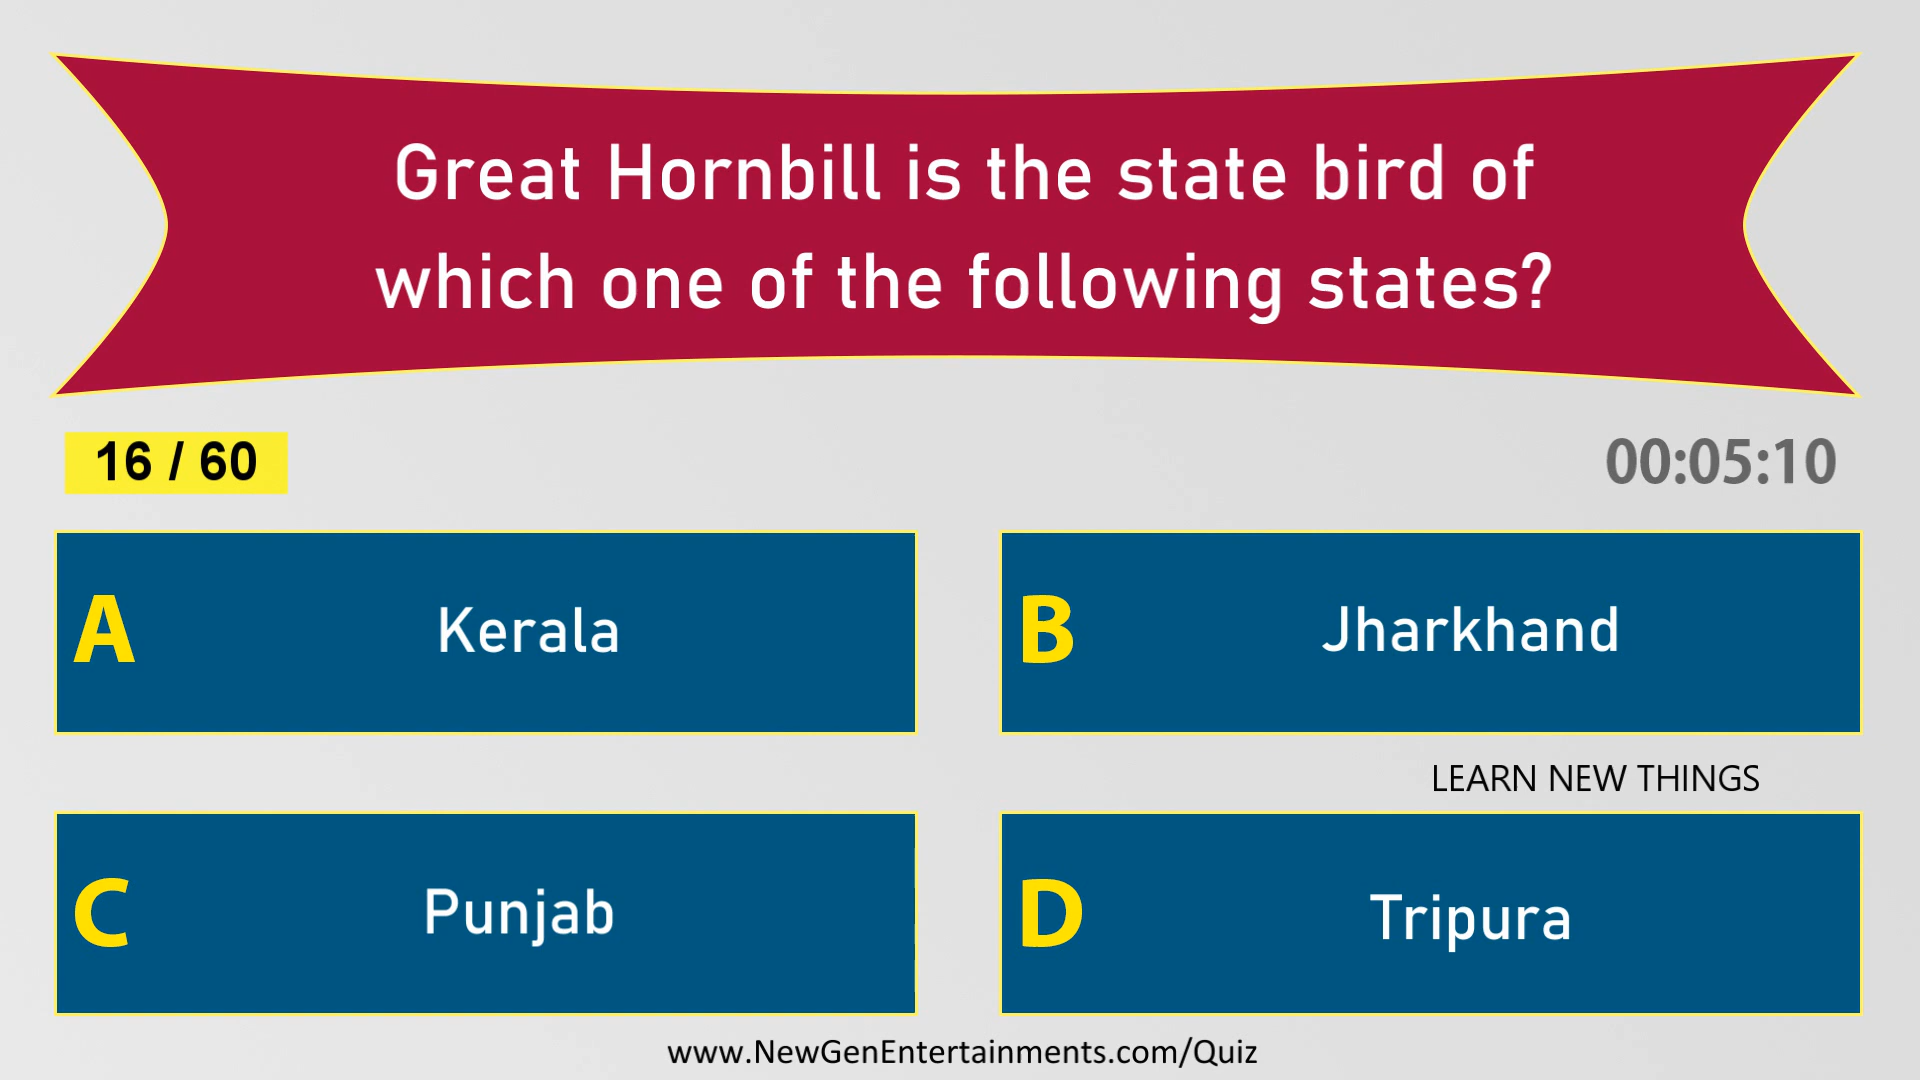 Great Hornbill is the state bird of
which one of the following states?
16 / 60
00:05:10
A Kerala
B Jharkhand
LEARN NEW THINGS
C Punjab
D Tripura
www.NewGenEntertainments.com/Quiz